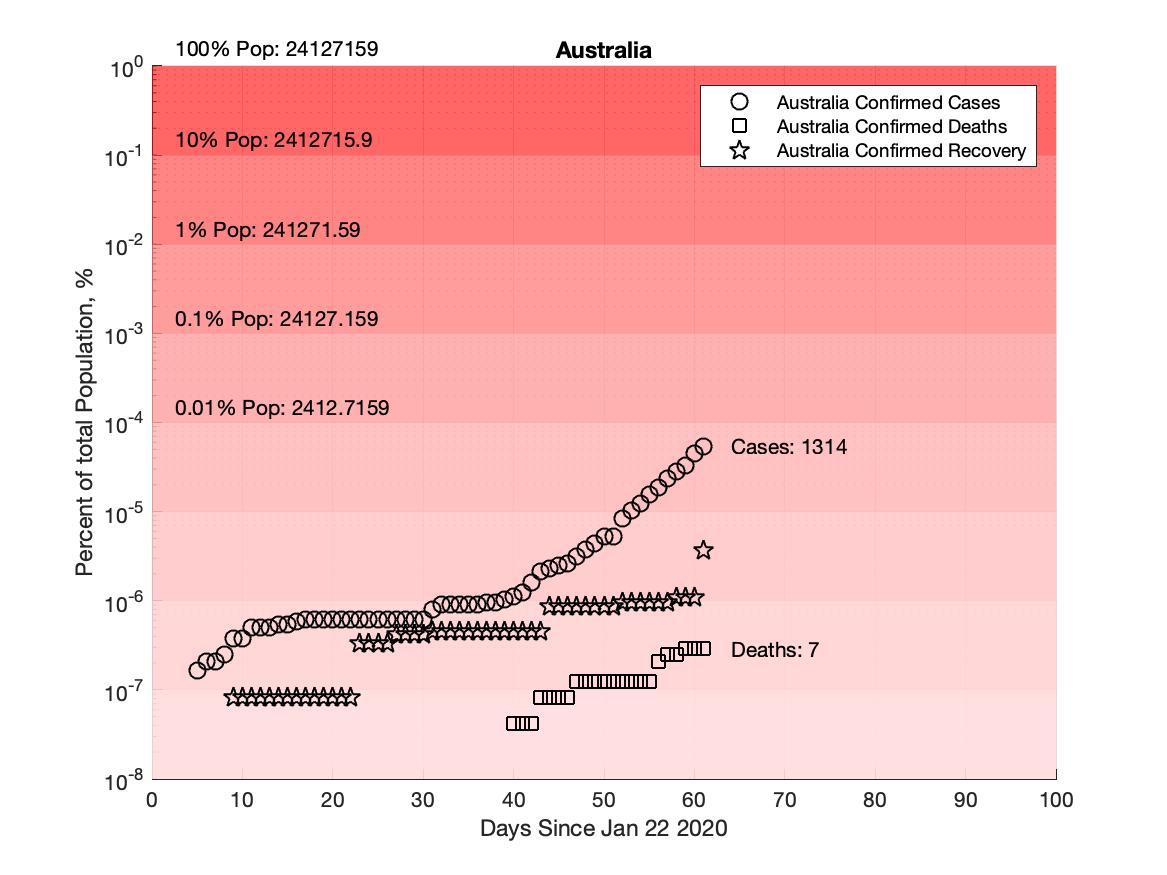 Australia
100% Pop: 24127159
10% Pop: 2412715.9
1% Pop: 241271.59
0.1% Pop: 24127.159
0.01% Pop: 2412.7159
Australia Confirmed Cases
Australia Confirmed Deaths
Australia Confirmed Recovery
Cases: 1314
Deaths: 7
Percent of total Population, %
10^0
10^-1
10^-2
10^-3
10^-4
10^-5
10^-6
10^-7
10^-8
0 10 20 30 40 50 60 70 80 90 100
Days Since Jan 22 2020